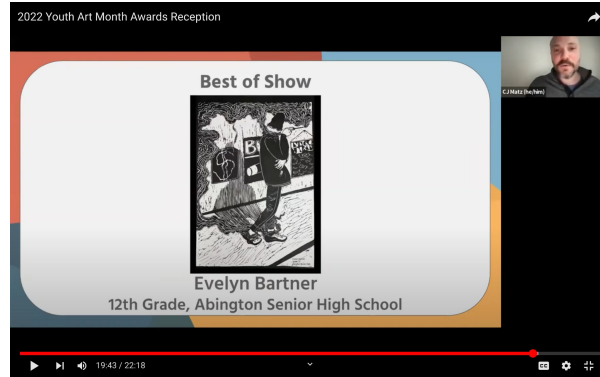 2022 Youth Art Month Awards Reception
CJ Matz (he/him)
Best of Show
Evelyn Bartner
12th Grade, Abington Senior High School
19:43 / 22:18
CC